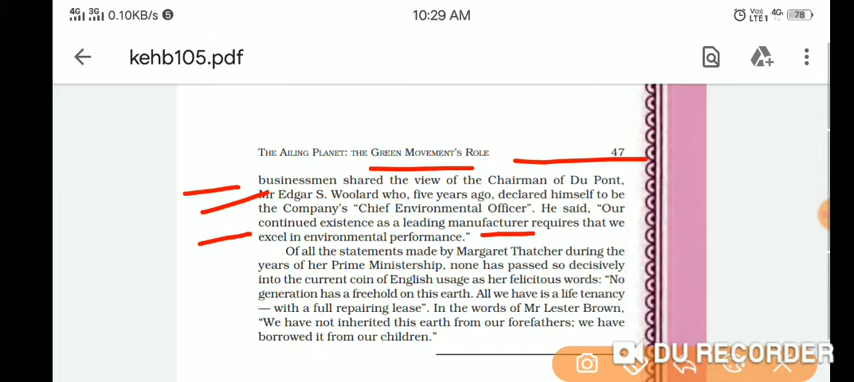 4G 3G 0.10KB/s 5 10:29 AM Vo) LTE1 4G 78
kehb105.pdf
THE AILING PLANET: THE GREEN MOVEMENT'S ROLE 47
businessmen shared the view of the Chairman of Du Pont,
Mr Edgar S. Woolard who, five years ago, declared himself to be
the Company's “Chief Environmental Officer”. He said, “Our
continued existence as a leading manufacturer requires that we
excel in environmental performance.”
Of all the statements made by Margaret Thatcher during the
years of her Prime Ministership, none has passed so decisively
into the current coin of English usage as her felicitous words: “No
generation has a freehold on this earth. All we have is a life tenancy
— with a full repairing lease”. In the words of Mr Lester Brown,
“We have not inherited this earth from our forefathers; we have
borrowed it from our children.”
DU RECORDER